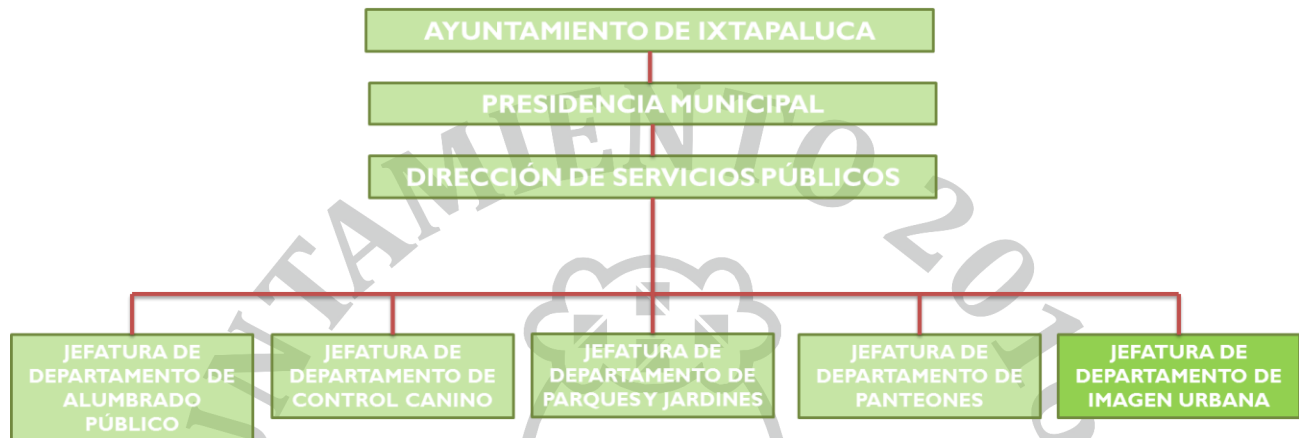 AYUNTAMIENTO DE IXTAPALUCA
PRESIDENCIA MUNICIPAL
DIRECCIÓN DE SERVICIOS PÚBLICOS
JEFATURA DE
DEPARTAMENTO DE
ALUMBRADO
PÚBLICO
JEFATURA DE
DEPARTAMENTO DE
CONTROL CANINO
JEFATURA DE
DEPARTAMENTO DE
PARQUES Y JARDINES
JEFATURA DE
DEPARTAMENTO DE
PANTEONES
JEFATURA DE
DEPARTAMENTO DE
IMAGEN URBANA